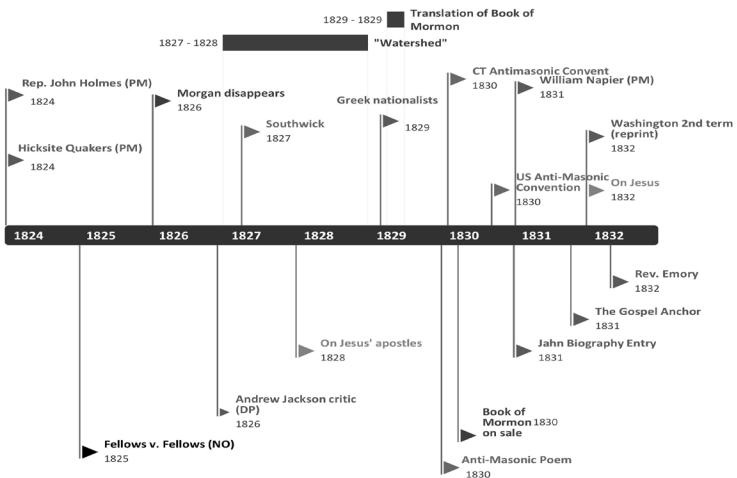 1829 - 1829
Translation of Book of
Mormon
1827 - 1828
"Watershed"
CT Antimasonic Convent
1830
Rep. John Holmes (PM)
1824
Morgan disappears
1826
William Napier (PM)
1831
Greek nationalists
1829
Southwick
1827
Washington 2nd term
(reprint)
1832
Hicksite Quakers (PM)
1824
US Anti-Masonic
Convention
1830
On Jesus
1832
1824 1825 1826 1827 1828 1829 1830 1831 1832
Rev. Emory
1832
The Gospel Anchor
1831
On Jesus' apostles
1828
Jahn Biography Entry
1831
Andrew Jackson critic
(DP)
1826
Book of
Mormon 1830
on sale
Fellows v. Fellows (NO)
1825
Anti-Masonic Poem
1830